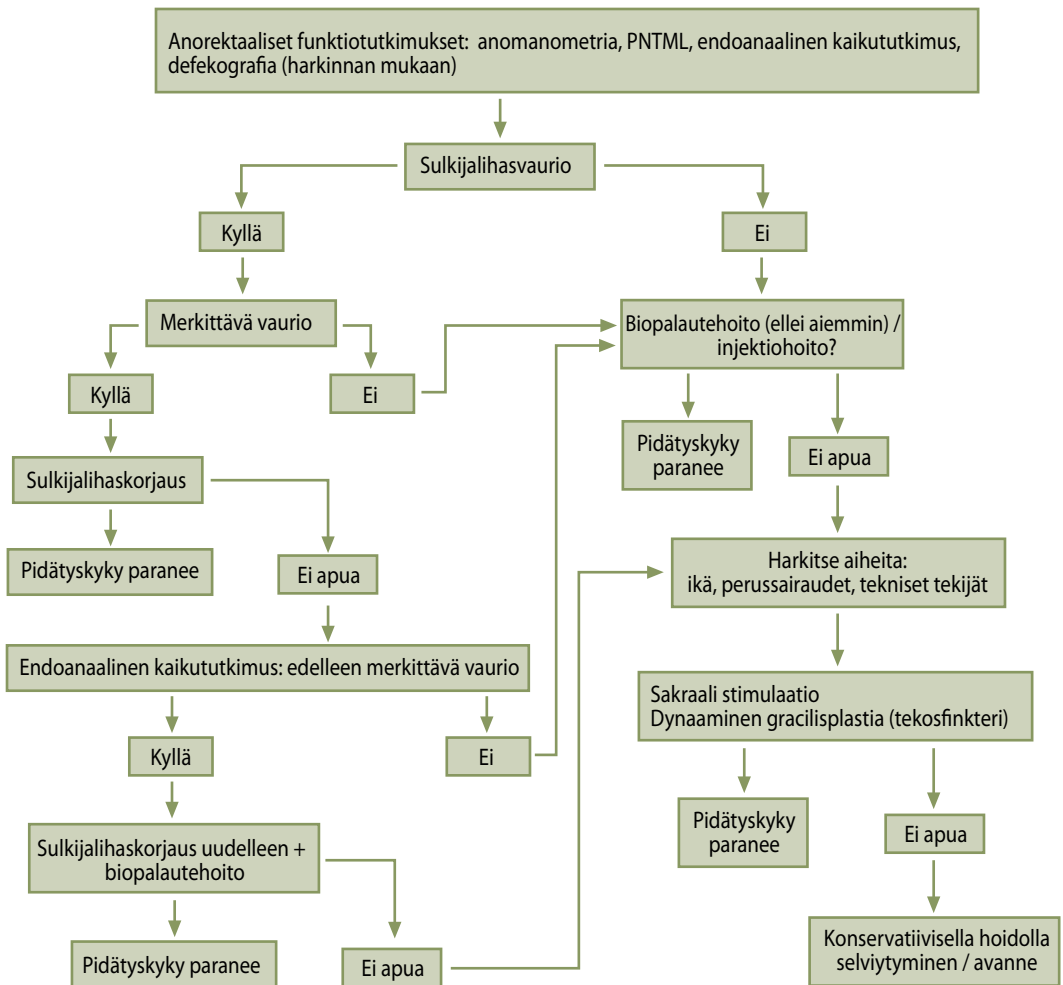 Anorektaaliset funktiotutkimukset: anomanometria, PNTML, endoanaalinen kaikututkimus,
defekografia (harkinnan mukaan)
Sulkijalihasvaurio
Kyllä
Ei
Merkittävä vaurio
Biopalautehoito (ellei aiemmin) /
injektiohoito?
Kyllä
Ei
Pidätyskyky
paranee
Ei apua
Sulkijalihaskorjaus
Pidätyskyky paranee
Ei apua
Harkitse aiheita:
ikä, perussairaudet, tekniset tekijät
Endoanaalinen kaikututkimus: edelleen merkittävä vaurio
Sakraali stimulaatio
Dynaaminen gracilisplastia (tekosfinkteri)
Kyllä
Ei
Pidätyskyky
paranee
Ei apua
Sulkijalihaskorjaus uudelleen +
biopalautehoito
Pidätyskyky paranee
Ei apua
Konservatiivisella hoidolla
selviytyminen / avanne